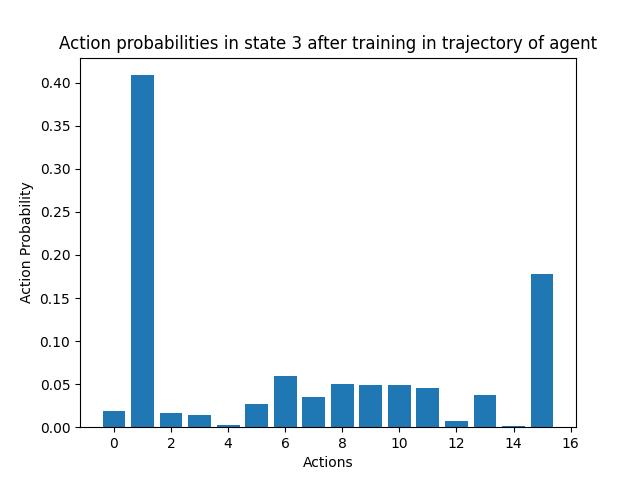 Action probabilities in state 3 after training in trajectory of agent
0.40
0.35
0.30
0.25
0.20
0.15
0.10
0.05
0.00
Action Probability
0 2 4 6 8 10 12 14 16
Actions